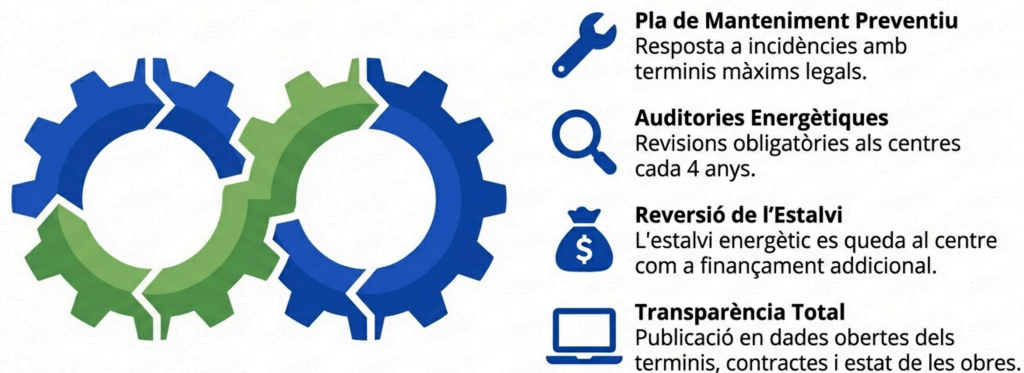 Pla de Manteniment Preventiu
Resposta a incidències amb
terminis màxims legals.
Auditories Energètiques
Revisions obligatòries als centres
cada 4 anys.
Reversió de l’Estalvi
L'estalvi energètic es queda al centre
com a finançament addicional.
$
Transparència Total
Publicació en dades obertes dels
terminis, contractes i estat de les obres.